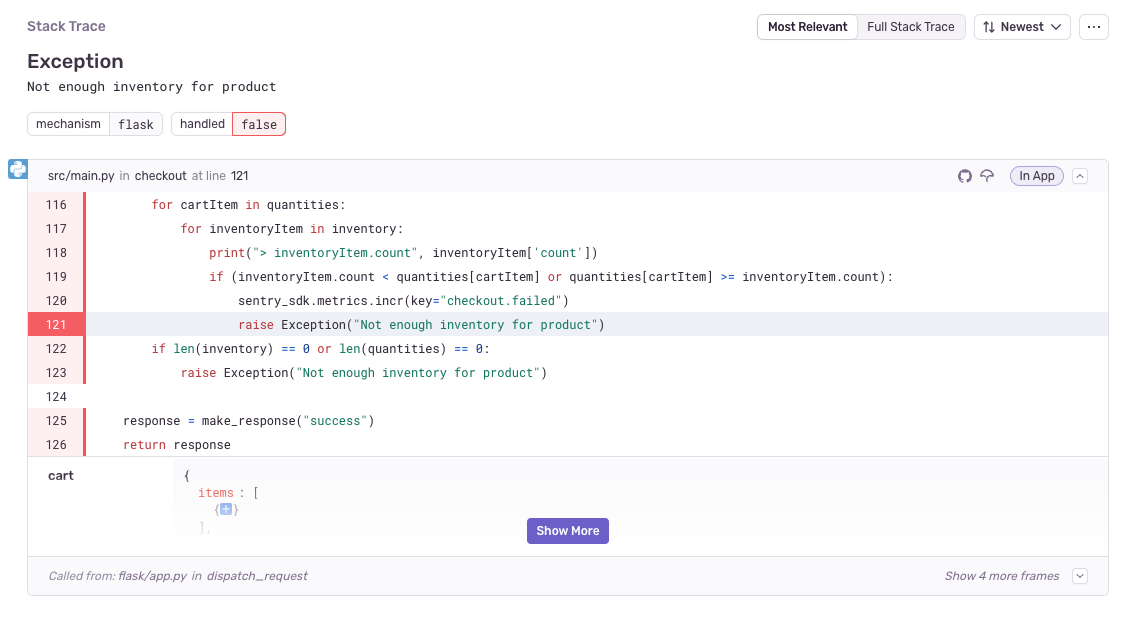 Stack Trace
Most Relevant Full Stack Trace Newest ...
Exception
Not enough inventory for product
mechanism flask handled false
src/main.py in checkout at line 121 In App
116 for cartItem in quantities:
117 for inventoryItem in inventory:
118 print("> inventoryItem.count", inventoryItem['count'])
119 if (inventoryItem.count < quantities[cartItem] or quantities[cartItem] >= inventoryItem.count):
120 sentry_sdk.metrics.incr(key="checkout.failed")
121 raise Exception("Not enough inventory for product")
122 if len(inventory) == 0 or len(quantities) == 0:
123 raise Exception("Not enough inventory for product")
124
125 response = make_response("success")
126 return response
cart {
items : [
{+}
],
Show More
Called from: flask/app.py in dispatch_request Show 4 more frames